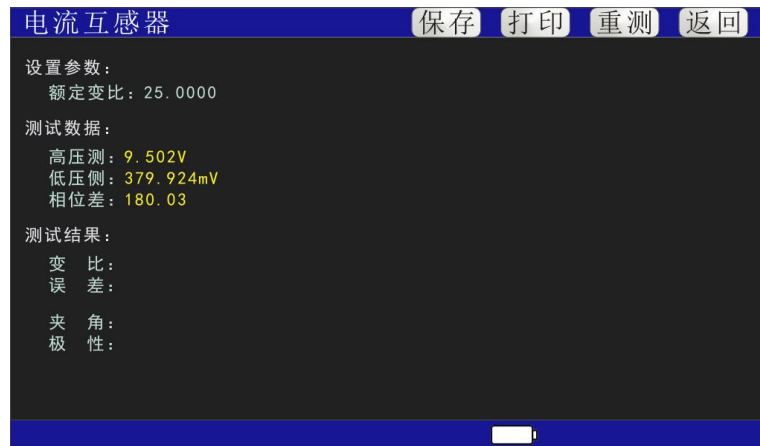 电流互感器 保存 打印 重测 返回
设置参数:
额定变比: 25.0000
测试数据:
高压测: 9.502V
低压侧: 379.924mV
相位差: 180.03
测试结果:
变 比:
误 差:
夹 角:
极 性: